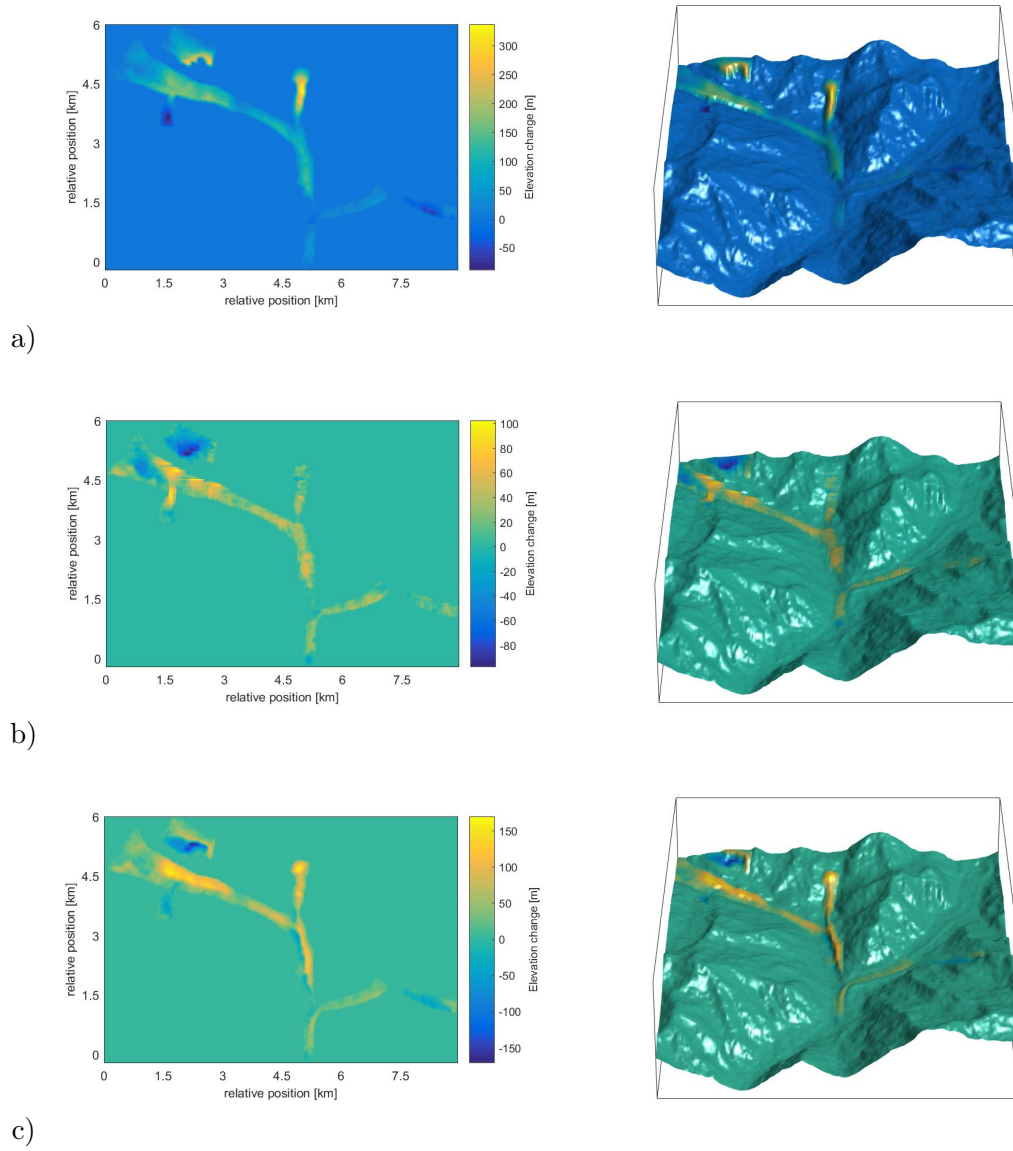 6
4.5
3
1.5
0
relative position [km]
0 1.5 3 4.5 6 7.5
relative position [km]
300
250
200
150
100
50
0
-50
Elevation change [m]
a)
6
4.5
3
1.5
0
relative position [km]
0 1.5 3 4.5 6 7.5
relative position [km]
100
80
60
40
20
0
-20
-40
-60
-80
Elevation change [m]
b)
6
4.5
3
1.5
0
relative position [km]
0 1.5 3 4.5 6 7.5
relative position [km]
150
100
50
0
-50
-100
-150
Elevation change [m]
c)